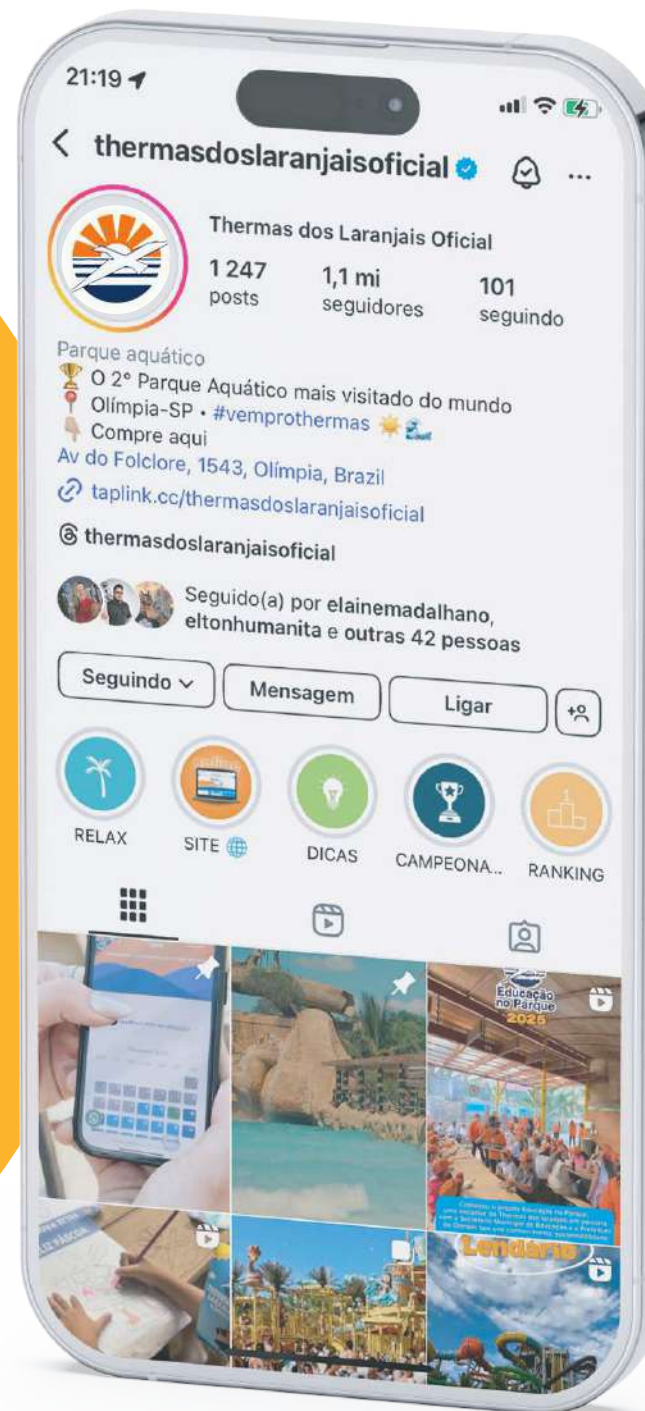 21:19
thermasdoslaranjaisoficial
Thermas dos Laranjais Oficial
1 247 1,1 mi 101
posts seguidores seguindo
Parque aquático
🏆 O 2° Parque Aquático mais visitado do mundo
📍 Olímpia-SP • #vemprothermas ☀️🌊
👇🏻 Compre aqui
Av do Folclore, 1543, Olímpia, Brazil
taplink.cc/thermasdoslaranjaisoficial
thermasdoslaranjaisoficial
Seguido(a) por elainemadalhano,
eltonhumanita e outras 42 pessoas
Seguindo Mensagem Ligar
RELAX SITE 🌐 DICAS CAMPEONA... RANKING
1
Educação
no Parque
2025
Lendário